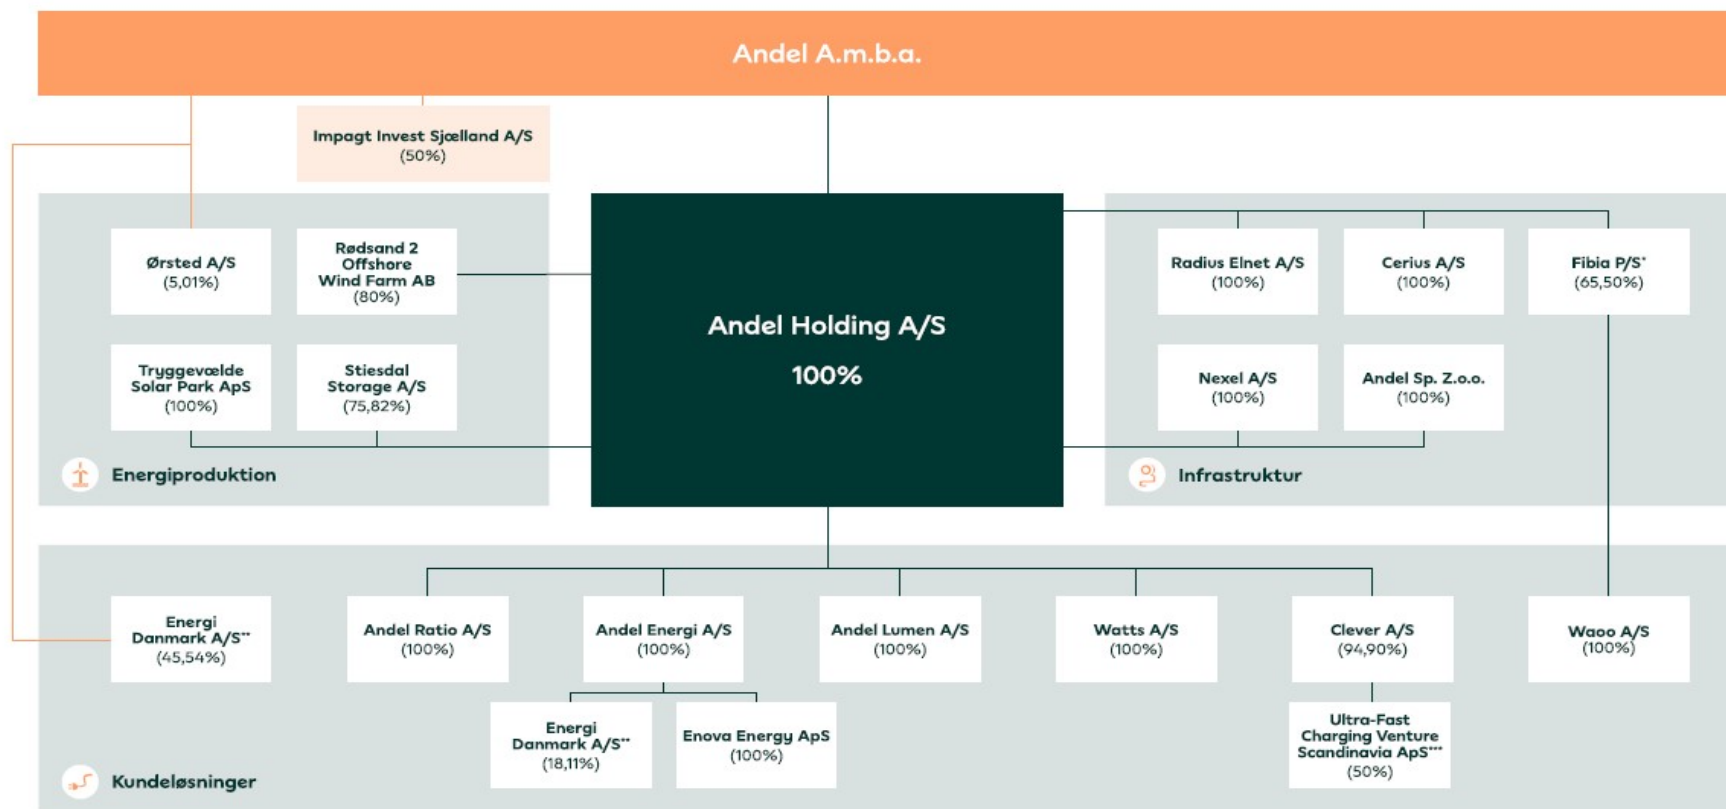 Andel A.m.b.a.
Impagt Invest Sjælland A/S
(50%)
Ørsted A/S
(5,01%)
Rødsand 2
Offshore
Wind Farm AB
(80%)
Tryggevælde
Solar Park ApS
(100%)
Stiesdal
Storage A/S
(75,82%)
Energiproduktion
Andel Holding A/S
100%
Radius Elnet A/S
(100%)
Cerius A/S
(100%)
Fibia P/S*
(65,50%)
Nexel A/S
(100%)
Andel Sp. Z.o.o.
(100%)
Infrastruktur
Energi
Danmark A/S**
(45,54%)
Andel Ratio A/S
(100%)
Andel Energi A/S
(100%)
Andel Lumen A/S
(100%)
Watts A/S
(100%)
Clever A/S
(94,90%)
Waoo A/S
(100%)
Energi
Danmark A/S**
(18,11%)
Enova Energy ApS
(100%)
Ultra-Fast
Charging Venture
Scandinavia ApS***
(50%)
Kundeløsninger